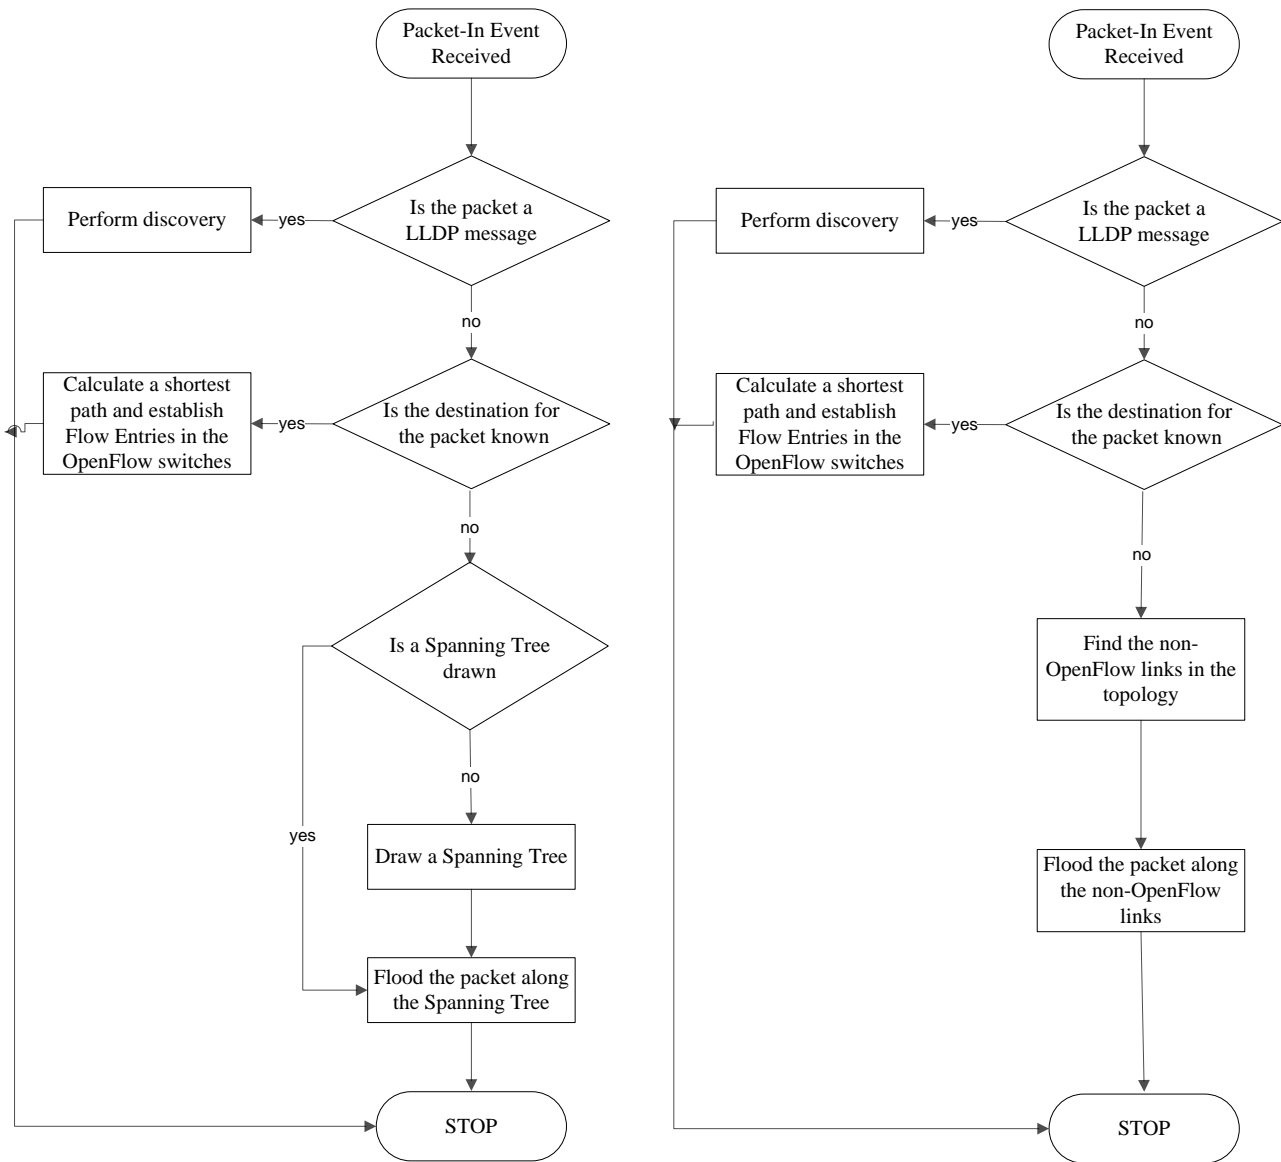 Packet-In Event
Received
Is the packet a
LLDP message
yes
Perform discovery
no
Is the destination for
the packet known
yes
Calculate a shortest
path and establish
Flow Entries in the
OpenFlow switches
no
Is a Spanning Tree
drawn
no
yes
Draw a Spanning Tree
Flood the packet along
the Spanning Tree
STOP
Packet-In Event
Received
Is the packet a
LLDP message
yes
Perform discovery
no
Is the destination for
the packet known
yes
Calculate a shortest
path and establish
Flow Entries in the
OpenFlow switches
no
Find the non-
OpenFlow links in the
topology
Flood the packet along
the non-OpenFlow
links
STOP